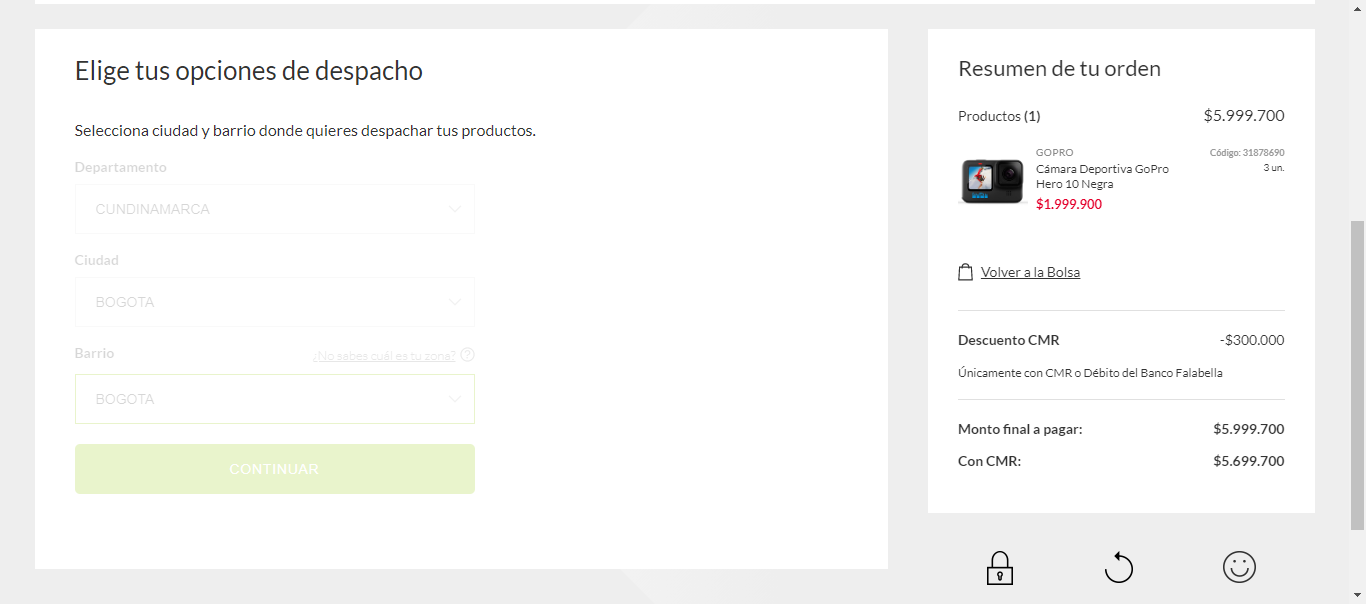 Elige tus opciones de despacho
Selecciona ciudad y barrio donde quieres despachar tus productos.
Departamento
CUNDINAMARCA
Ciudad
BOGOTA
Barrio
¿No sabes cuál es tu zona? ?
BOGOTA
CONTINUAR
Resumen de tu orden
Productos (1) $5.999.700
GOPRO Código: 31878690
Cámara Deportiva GoPro 3 un.
Hero 10 Negra
$1.999.900
Volver a la Bolsa
Descuento CMR -$300.000
Únicamente con CMR o Débito del Banco Falabella
Monto final a pagar: $5.999.700
Con CMR: $5.699.700